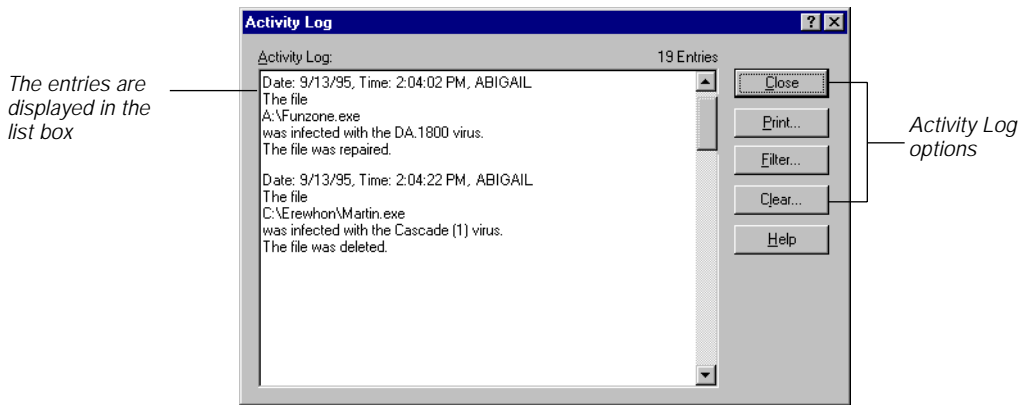 Activity Log
Activity Log:
19 Entries
The entries are
displayed in the
list box
Date: 9/13/95, Time: 2:04:02 PM, ABIGAIL
The file
A:\Funzone.exe
was infected with the DA.1800 virus.
The file was repaired.
Date: 9/13/95, Time: 2:04:22 PM, ABIGAIL
The file
C:\Erewhon\Martin.exe
was infected with the Cascade (1) virus.
The file was deleted.
Close
Print...
Filter...
Clear...
Help
Activity Log
options